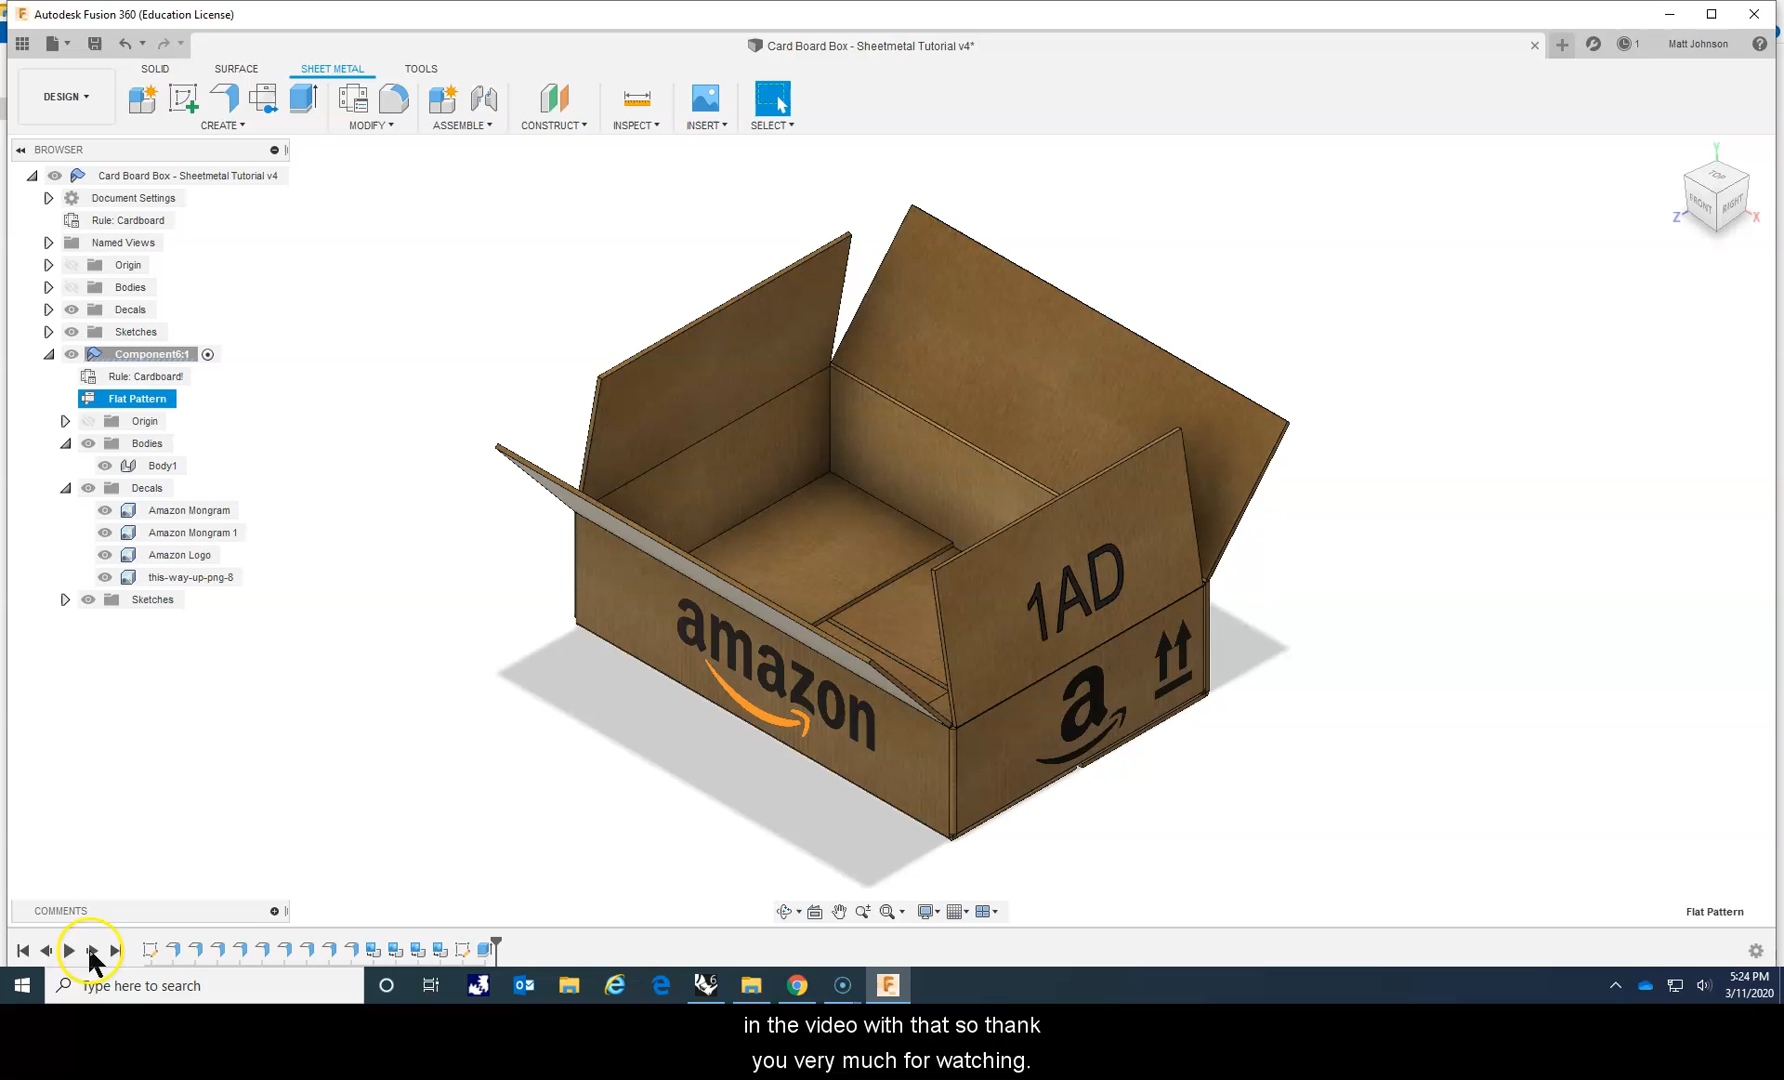 Autodesk Fusion 360 (Education License)
Card Board Box - Sheetmetal Tutorial v4*
1
Matt Johnson
SOLID
SURFACE
SHEET METAL
TOOLS
DESIGN
CREATE
MODIFY
ASSEMBLE
CONSTRUCT
INSPECT
INSERT
SELECT
BROWSER
Card Board Box - Sheetmetal Tutorial v4
Document Settings
Rule: Cardboard
Named Views
Origin
Bodies
Decals
Sketches
Component6:1
Rule: Cardboard!
Flat Pattern
Origin
Bodies
Body1
Decals
Amazon Mongram
Amazon Mongram 1
Amazon Logo
this-way-up-png-8
Sketches
Y
TOP
FRONT
RIGHT
Z
X
1AD
amazon
a
COMMENTS
Flat Pattern
Type here to search
5:24 PM
3/11/2020
in the video with that so thank
you very much for watching.